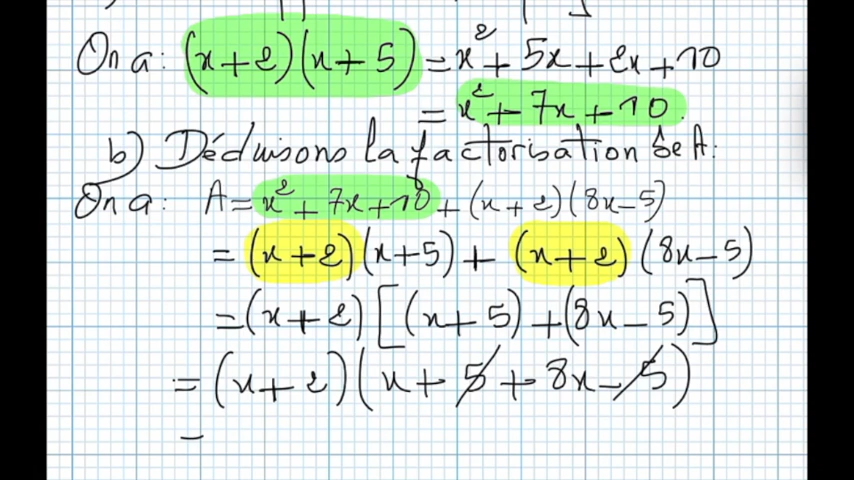 On a: (x+2)(x+5) = x² + 5x + 2x + 10
= x² + 7x + 10.
b) Déduisons la factorisation de A:
On a: A = x² + 7x + 10 + (x+2)(8x-5)
= (x+2)(x+5) + (x+2)(8x-5)
= (x+2)[(x+5)+(8x-5)]
= (x+2)(x+5+8x-5)
=